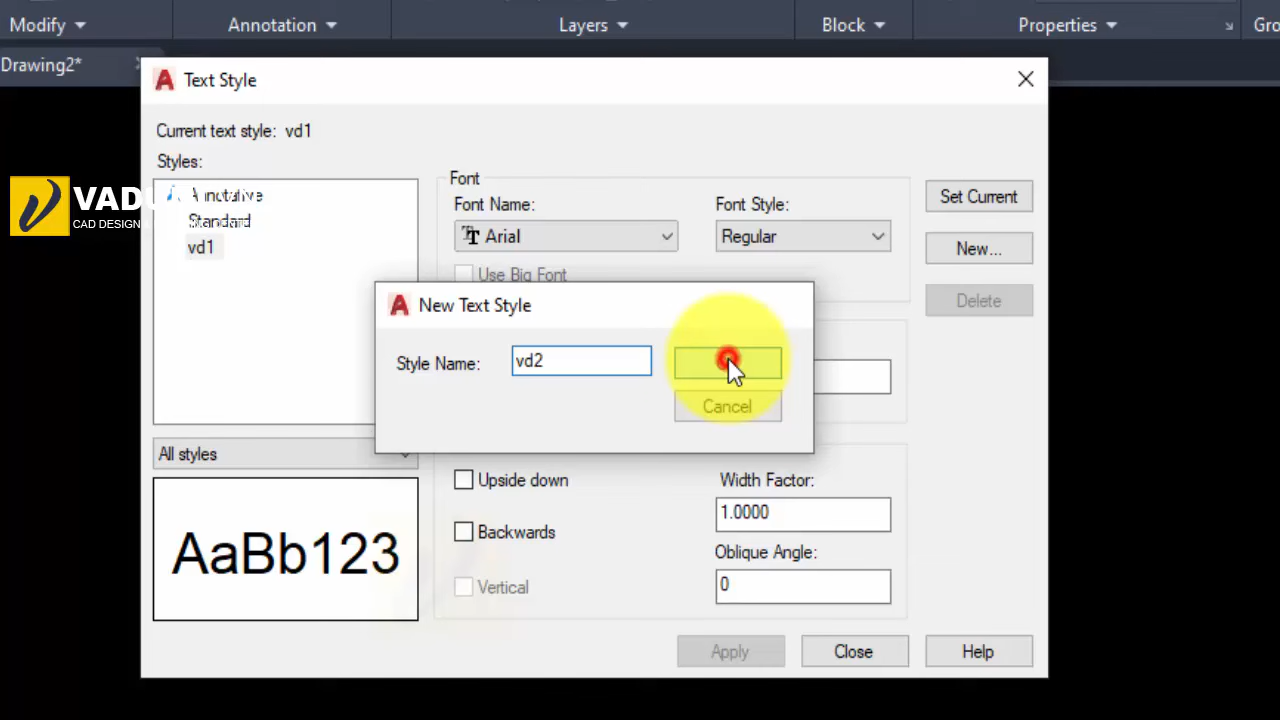 Modify
Annotation
Layers
Block
Properties
Gro
Drawing2*
Text Style
Current text style: vd1
Styles:
Annotative
Standard
vd1
VADU
CAD DESIGN &
Font
Font Name:
Font Style:
Arial
Regular
Use Big Font
Set Current
New...
Delete
New Text Style
Style Name:
vd2
Cancel
All styles
AaBb123
Upside down
Backwards
Vertical
Width Factor:
1.0000
Oblique Angle:
0
Apply
Close
Help